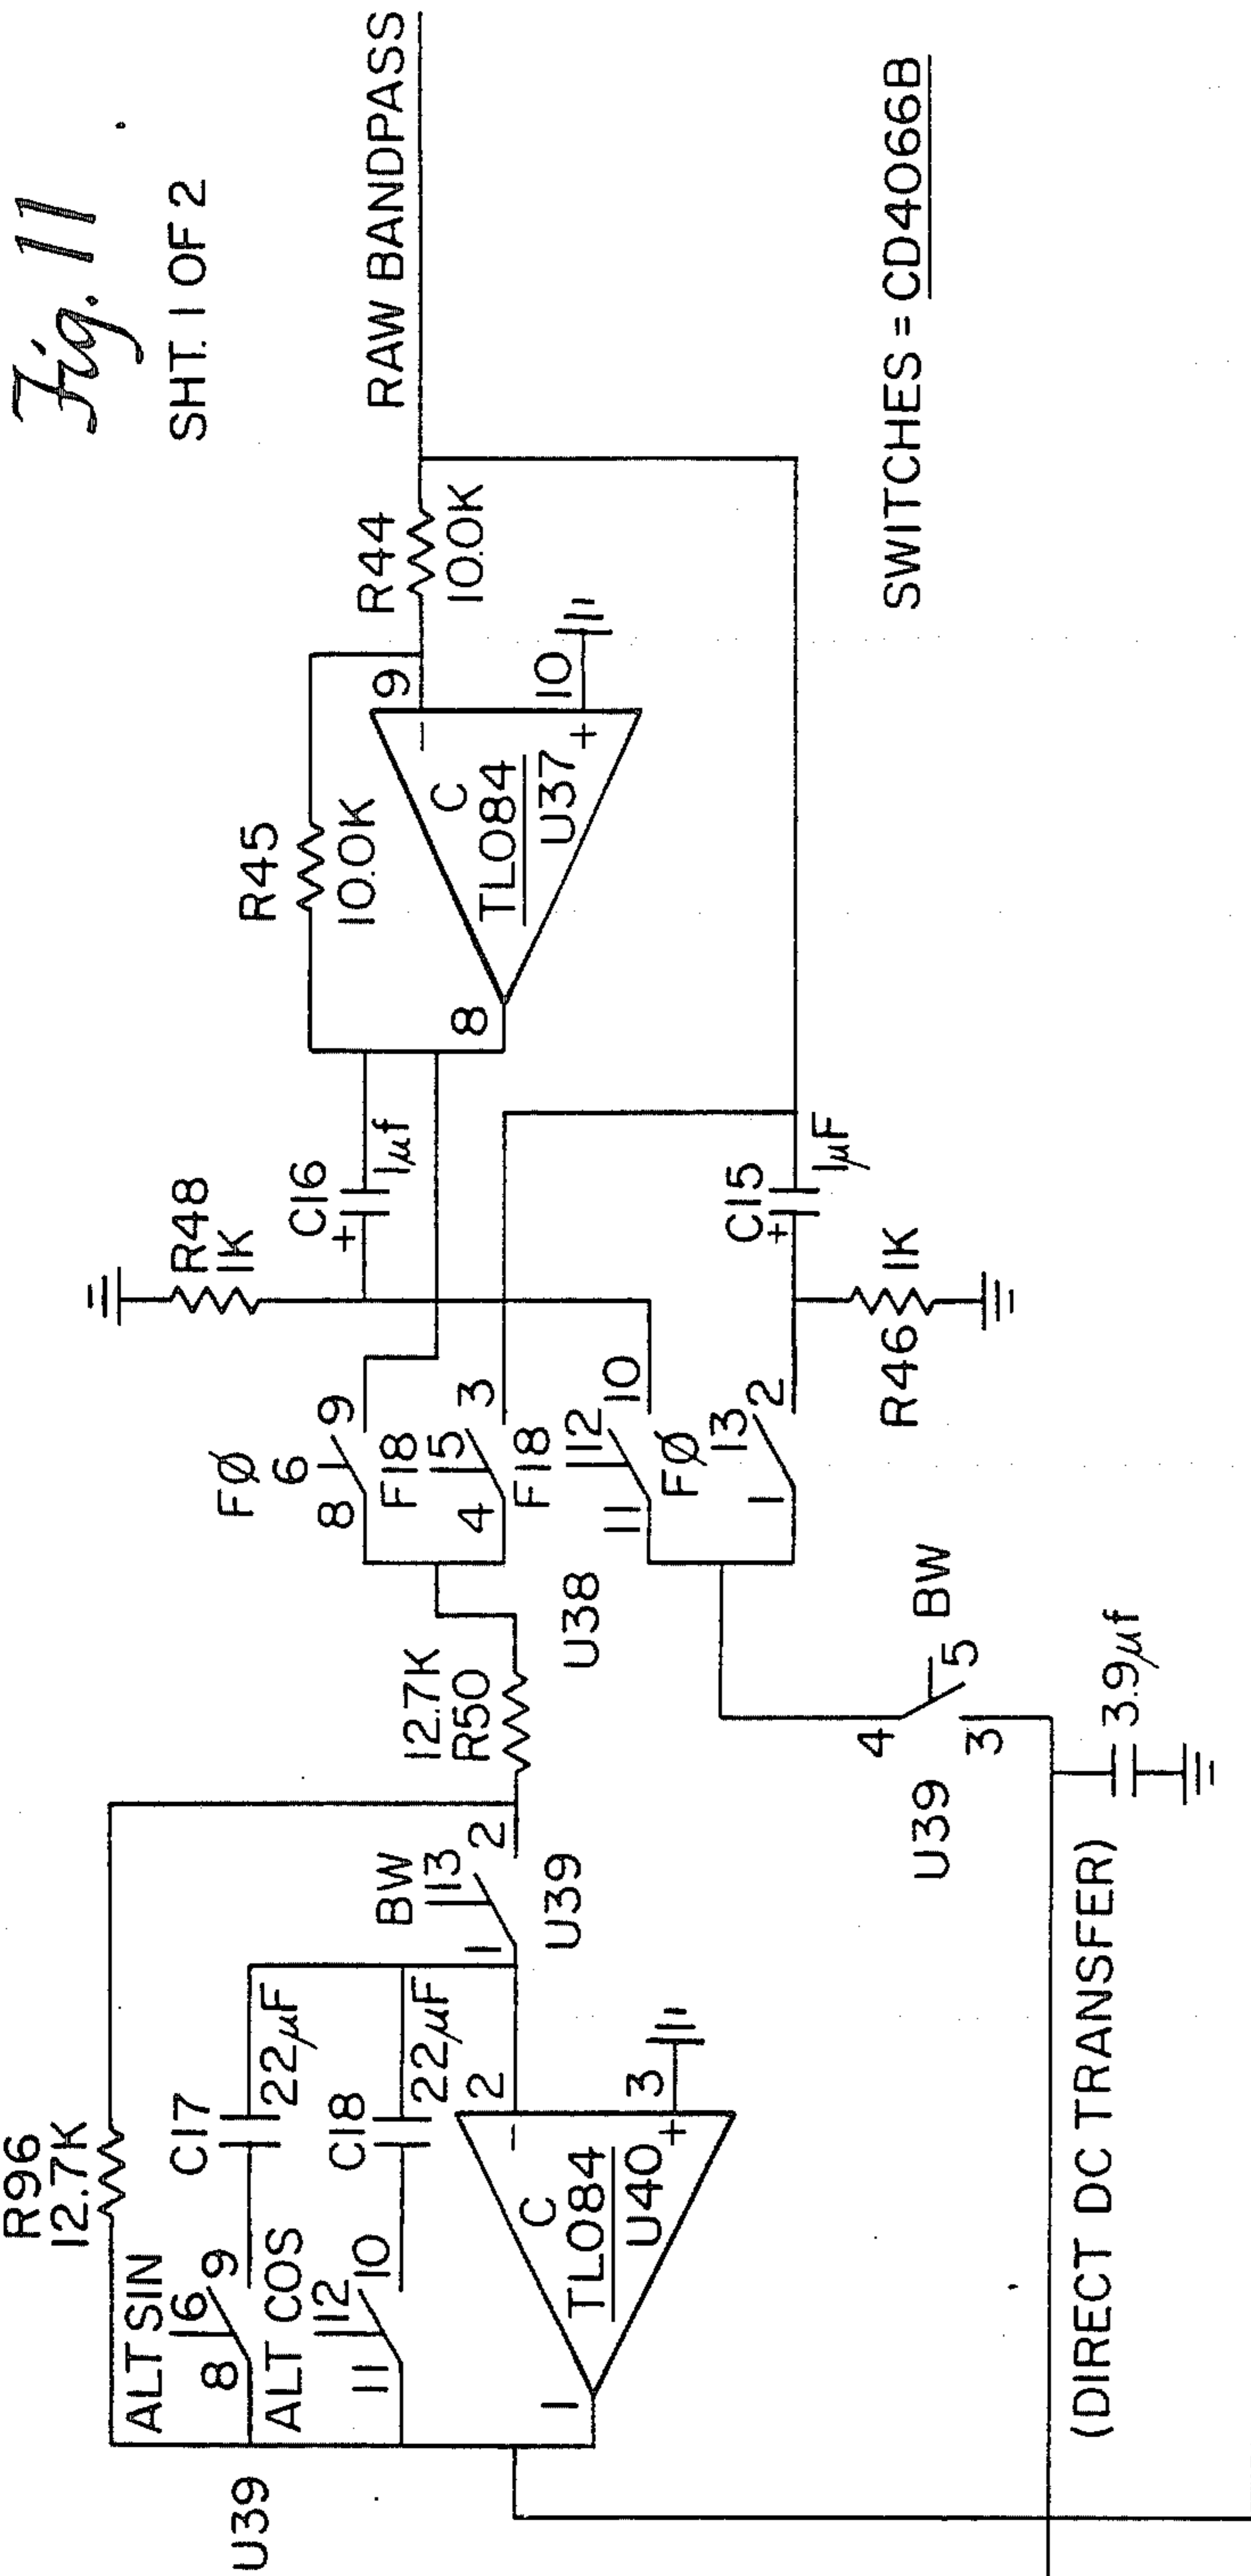 Fig. 11
SHT. 1 OF 2
RAW BANDPASS
R44
10.0K
R45
10.0K
9
10
-
+
C
TL084
U37
8
SWITCHES = CD4066B
C16
1µf
+
R48
1K
C15
1µF
+
R46
1K
FØ
6
8
9
F18
5
4
3
F18
12
11
10
FØ
13
1
2
U38
12.7K
R50
BW
13
1
2
U39
4
5
BW
3
U39
3.9µf
R96
12.7K
C17
22µF
C18
22µF
ALT SIN
6
8
9
ALT COS
12
11
10
U39
2
3
-
+
C
TL084
U40
1
(DIRECT DC TRANSFER)